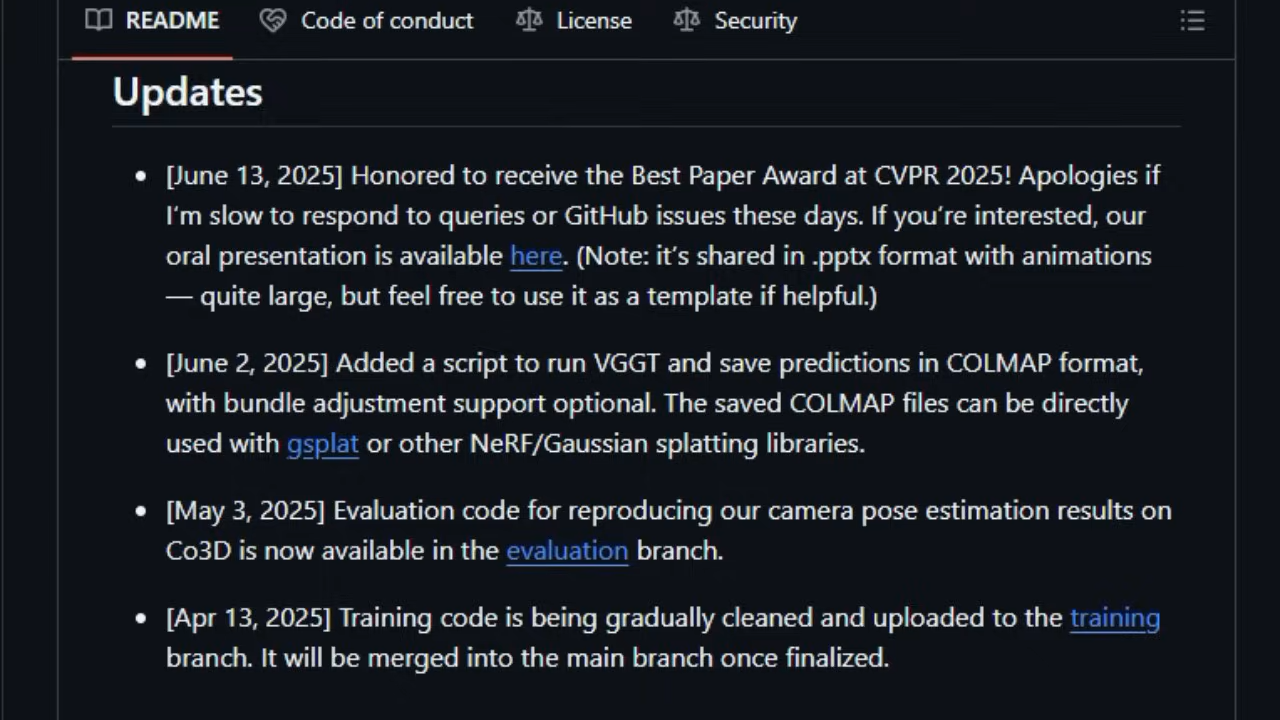 README Code of conduct License Security
Updates
• [June 13, 2025] Honored to receive the Best Paper Award at CVPR 2025! Apologies if
I'm slow to respond to queries or GitHub issues these days. If you're interested, our
oral presentation is available here. (Note: it's shared in .pptx format with animations
— quite large, but feel free to use it as a template if helpful.)
• [June 2, 2025] Added a script to run VGGT and save predictions in COLMAP format,
with bundle adjustment support optional. The saved COLMAP files can be directly
used with gsplat or other NeRF/Gaussian splatting libraries.
• [May 3, 2025] Evaluation code for reproducing our camera pose estimation results on
Co3D is now available in the evaluation branch.
• [Apr 13, 2025] Training code is being gradually cleaned and uploaded to the training
branch. It will be merged into the main branch once finalized.